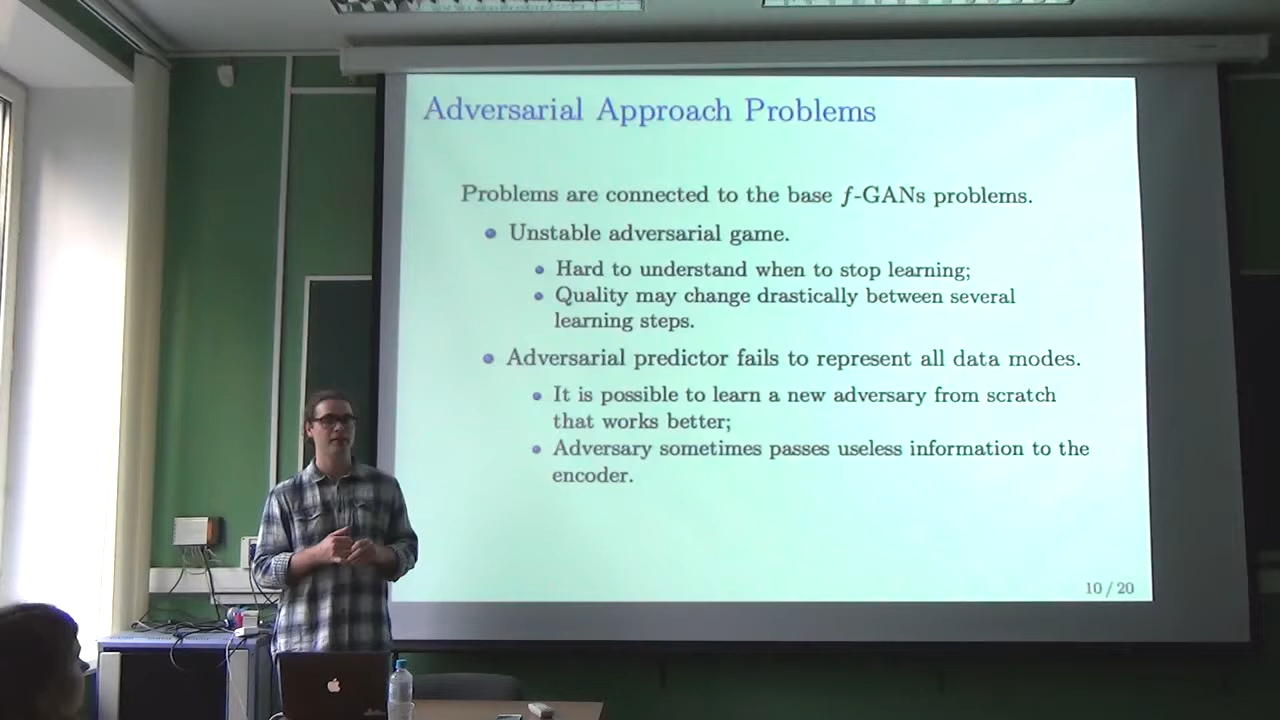 Adversarial Approach Problems
Problems are connected to the base f-GANs problems.
Unstable adversarial game.
Hard to understand when to stop learning;
Quality may change drastically between several
learning steps.
Adversarial predictor fails to represent all data modes.
It is possible to learn a new adversary from scratch
that works better;
Adversary sometimes passes useless information to the
encoder.
10 / 20